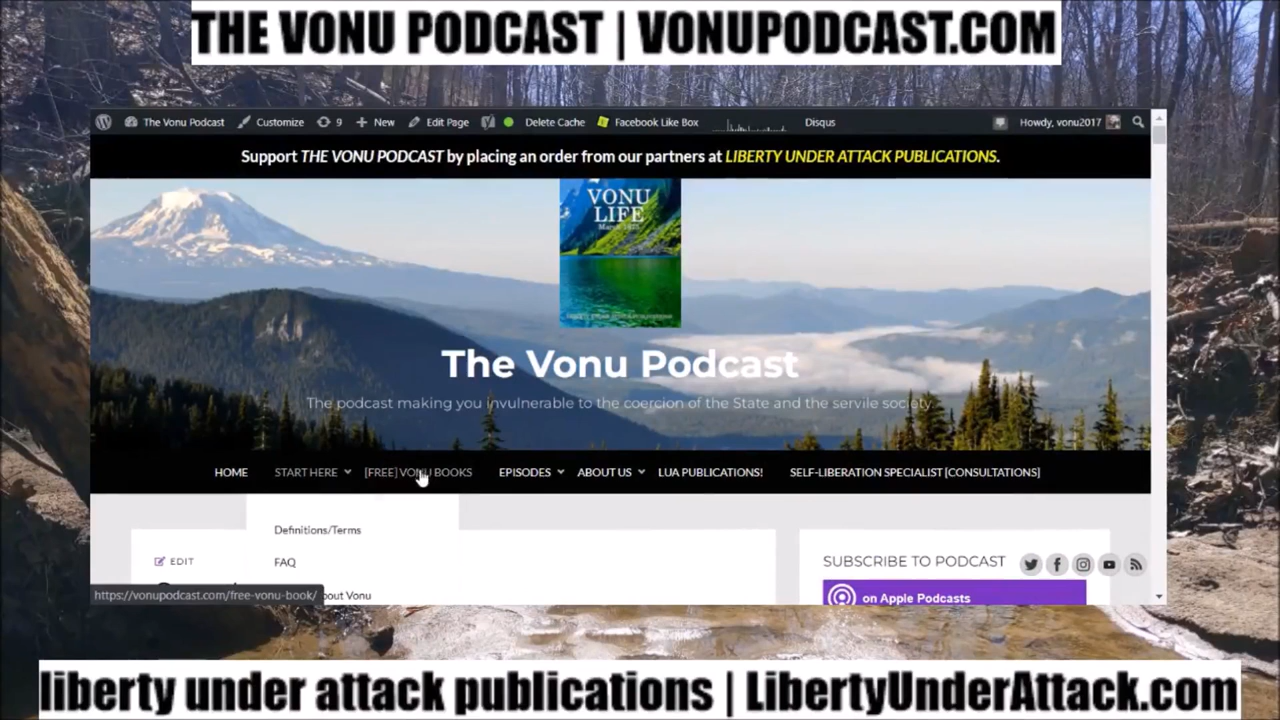 THE VONU PODCAST | VONUPODCAST.COM
The Vonu Podcast Customize 9 New Edit Page Delete Cache Facebook Like Box Disqus Howdy, vonu2017
Support THE VONU PODCAST by placing an order from our partners at LIBERTY UNDER ATTACK PUBLICATIONS.
VONU
LIFE
The Vonu Podcast
The podcast making you invulnerable to the coercion of the State and the servile society.
HOME START HERE [FREE] VONU BOOKS EPISODES ABOUT US LUA PUBLICATIONS! SELF-LIBERATION SPECIALIST [CONSULTATIONS]
Definitions/Terms
FAQ
EDIT
SUBSCRIBE TO PODCAST
https://vonupodcast.com/free-vonu-book/
bout Vonu
on Apple Podcasts
liberty under attack publications | LibertyUnderAttack.com